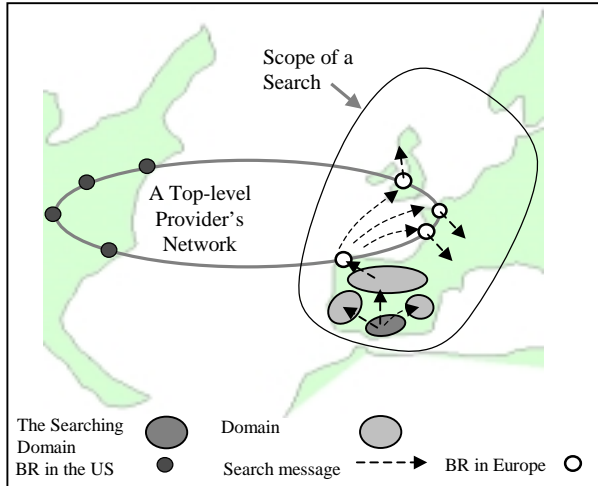 Scope of a
Search
A Top-level
Provider's
Network
The Searching
Domain
Domain
BR in the US
Search message
BR in Europe